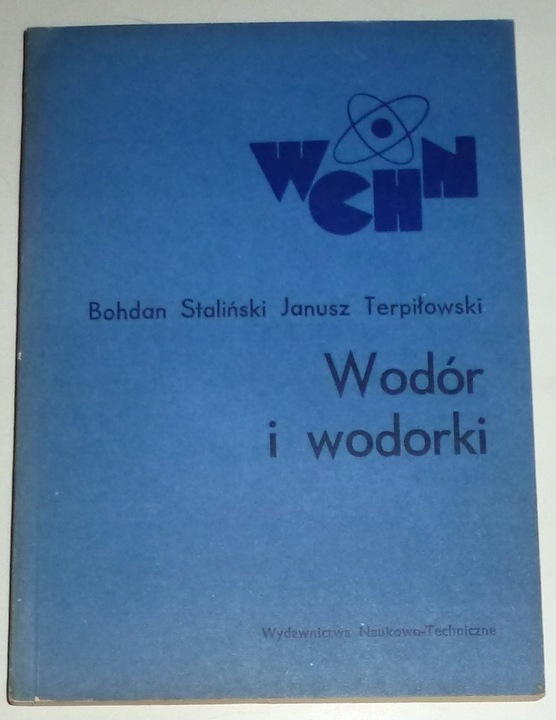 WCHN
Bohdan Staliński Janusz Terpiłowski
Wodór
i wodorki
Wydawnictwa Naukowo-Techniczne